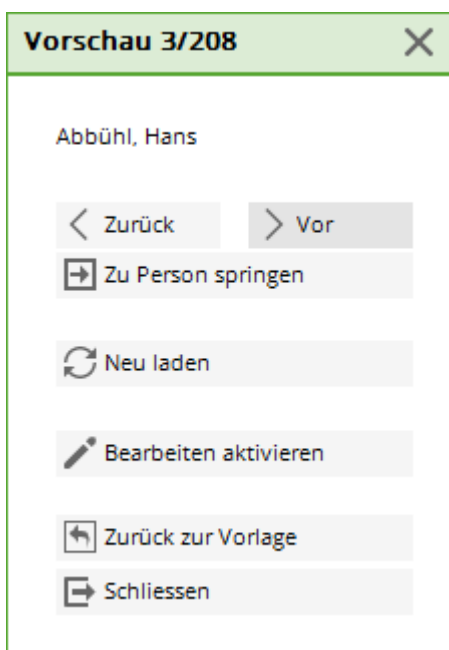 Vorschau 3/208
Abbühl, Hans
Zurück Vor
Zu Person springen
Neu laden
Bearbeiten aktivieren
Zurück zur Vorlage
Schliessen